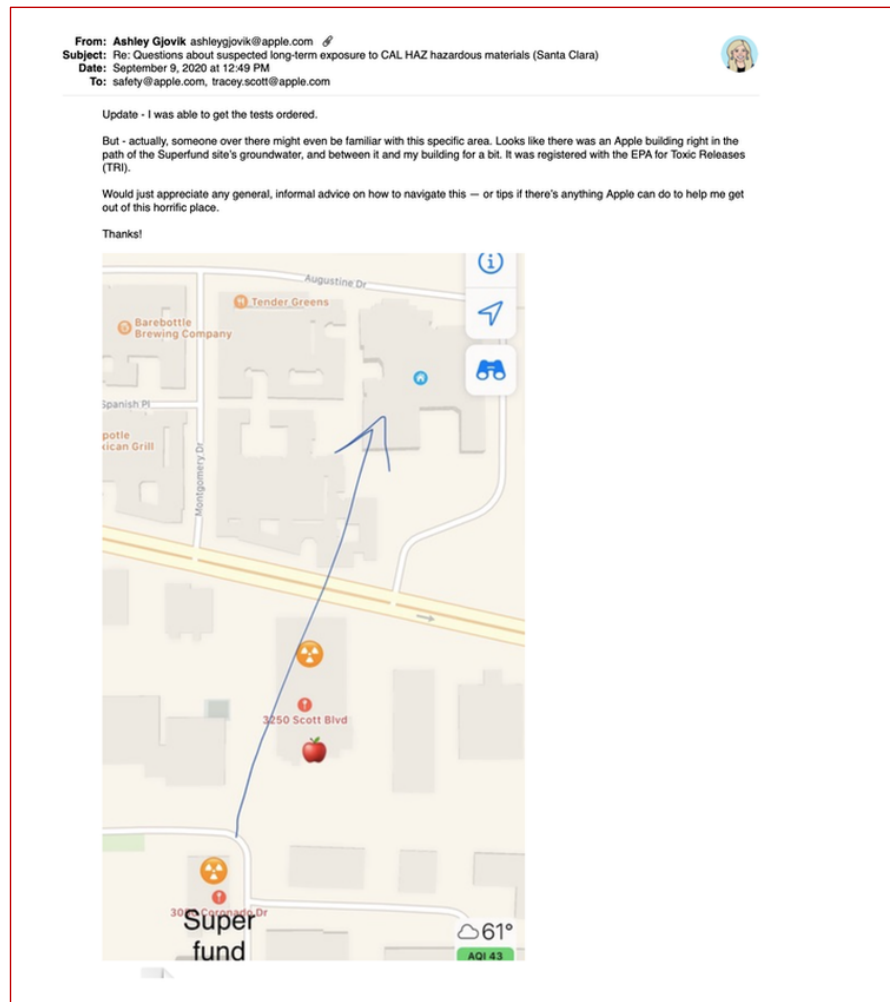 From: Ashley Gjovik ashleygjovik@apple.com
Subject: Re: Questions about suspected long-term exposure to CAL HAZ hazardous materials (Santa Clara)
Date: September 9, 2020 at 12:49 PM
To: safety@apple.com, tracey.scott@apple.com
Update - I was able to get the tests ordered.
But - actually, someone over there might even be familiar with this specific area. Looks like there was an Apple building right in the
path of the Superfund site's groundwater, and between it and my building for a bit. It was registered with the EPA for Toxic Releases
(TRI).
Would just appreciate any general, informal advice on how to navigate this — or tips if there's anything Apple can do to help me get
out of this horrific place.
Thanks!
Augustine Dr
Tender Greens
Barebottle
Brewing Company
Spanish Pl
potle
xican Grill
Montgomery Dr
3250 Scott Blvd
Coronado Dr
Super
fund
61°
AQI 43